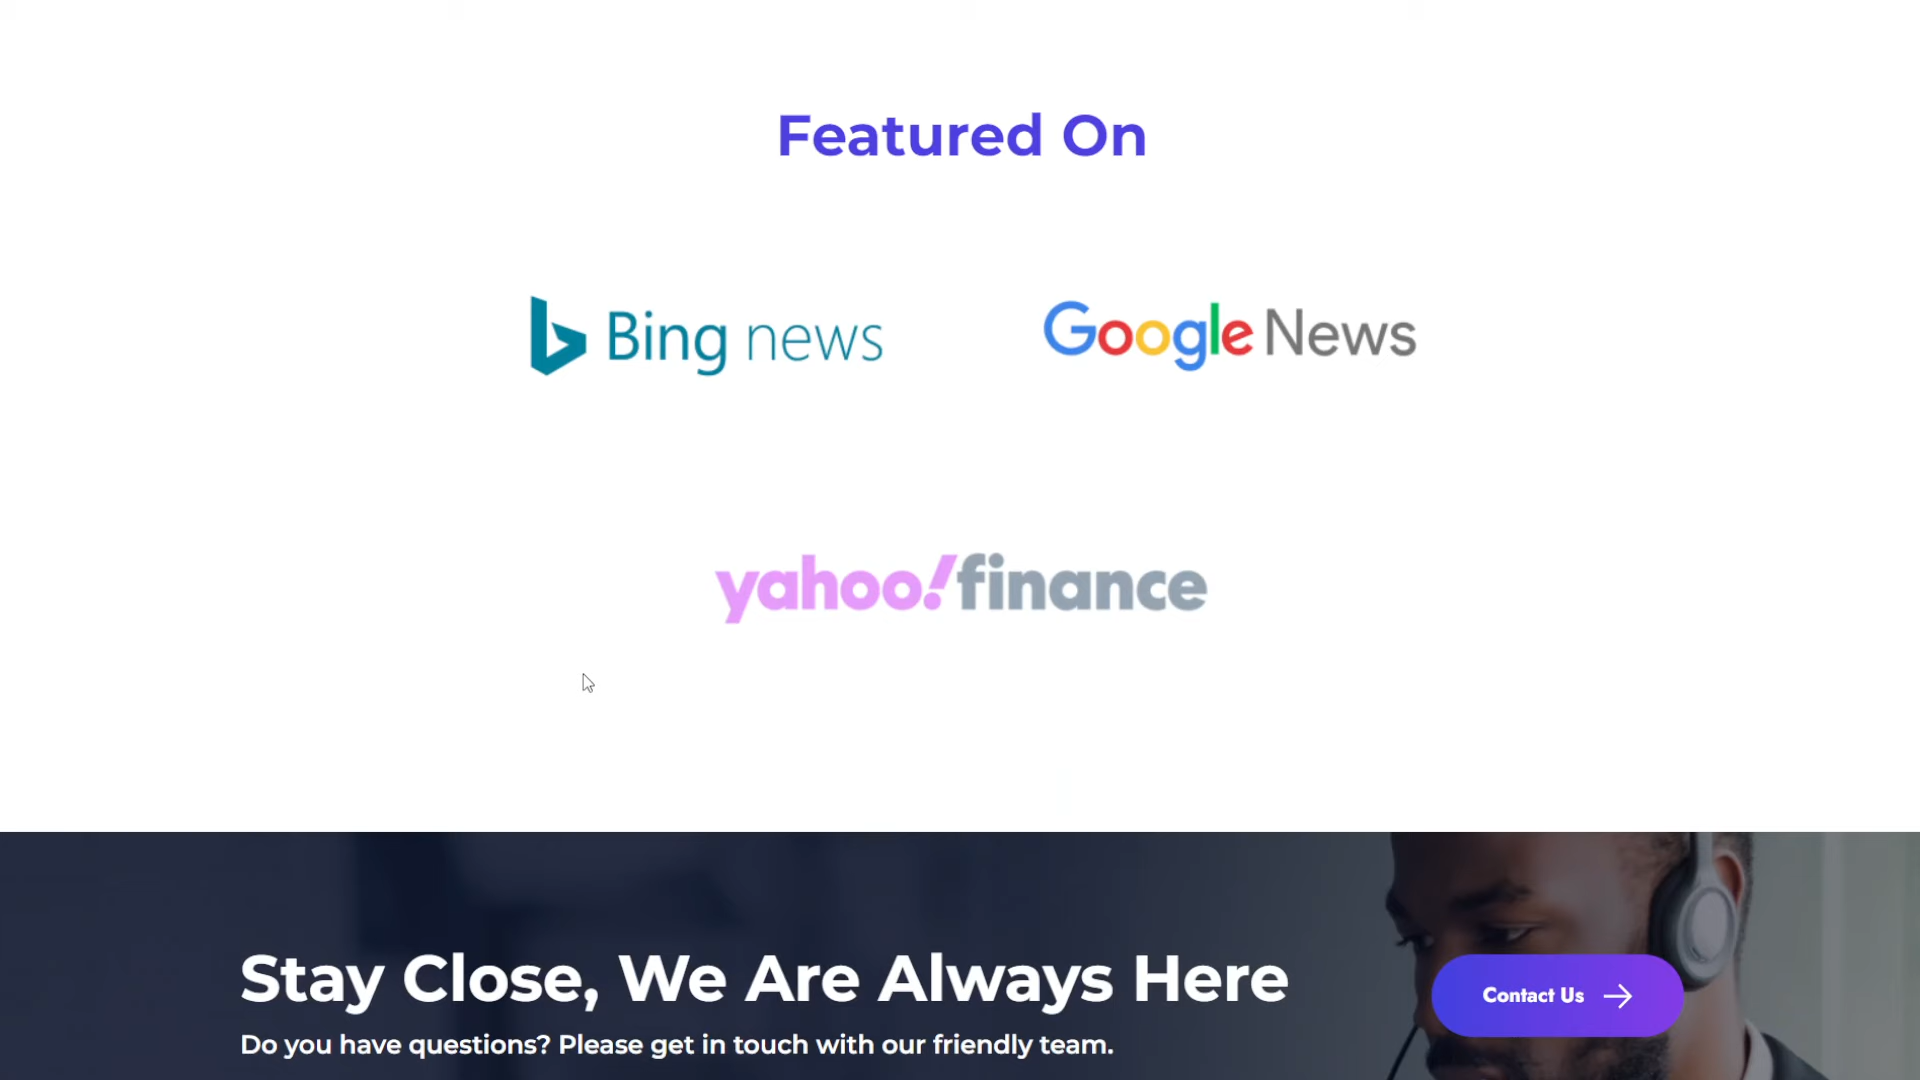 Featured On
Bing news
Google News
yahoo!finance
Stay Close, We Are Always Here
Contact Us
Do you have questions? Please get in touch with our friendly team.